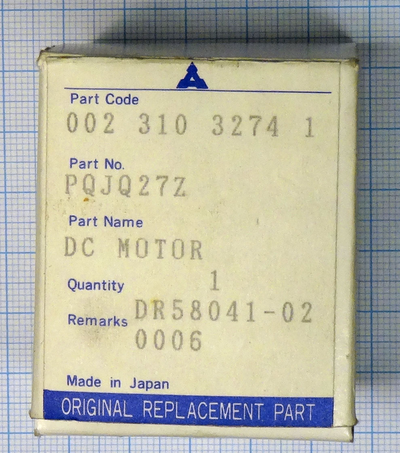 Part Code
002 310 3274 1
Part No.
PQJQ27Z
Part Name
DC MOTOR
Quantity 1
Remarks DR58041-02
0006
Made in Japan
ORIGINAL REPLACEMENT PART